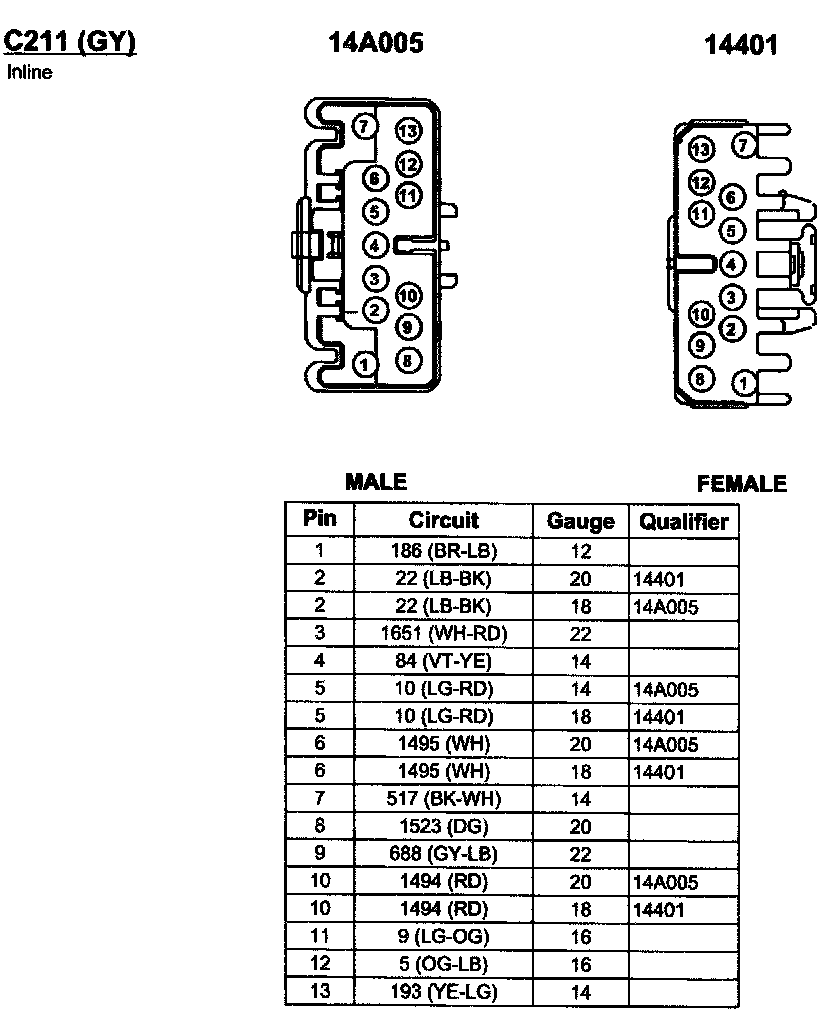 C211 (GY) 14A005 14401
Inline
7 13 13 7
12
6 12
11 6
5 11
5
4 4
3 3
10 10
2 2
9 9
1 8 8 1
MALE FEMALE
Pin Circuit Gauge Qualifier
1 186 (BR-LB) 12
2 22 (LB-BK) 20 14401
2 22 (LB-BK) 18 14A005
3 1651 (WH-RD) 22
4 84 (VT-YE) 14
5 10 (LG-RD) 14 14A005
5 10 (LG-RD) 18 14401
6 1495 (WH) 20 14A005
6 1495 (WH) 18 14401
7 517 (BK-WH) 14
8 1523 (DG) 20
9 688 (GY-LB) 22
10 1494 (RD) 20 14A005
10 1494 (RD) 18 14401
11 9 (LG-OG) 16
12 5 (OG-LB) 16
13 193 (YE-LG) 14